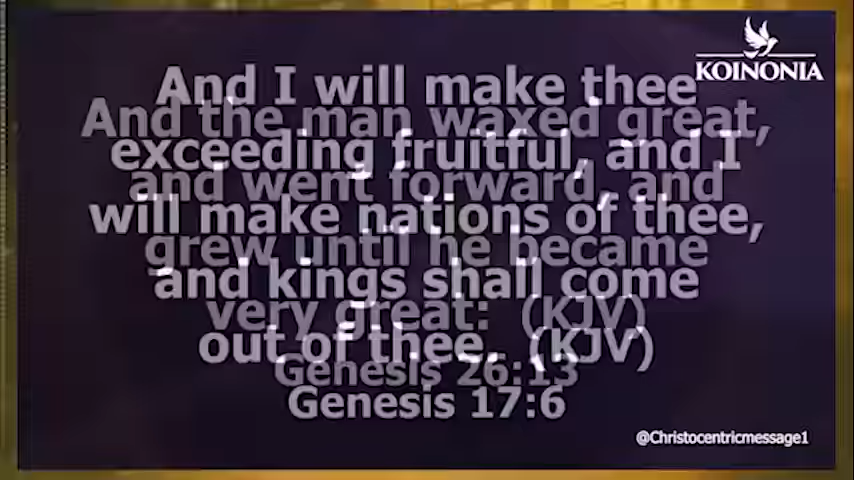 KOINONIA
And I will make thee
And the man waxed great,
exceeding fruitful, and I
and went forward, and
will make nations of thee,
grew until he became
and kings shall come
very great: (KJV)
out of thee. (KJV)
Genesis 26:13
Genesis 17:6
@Christocentricmessage1